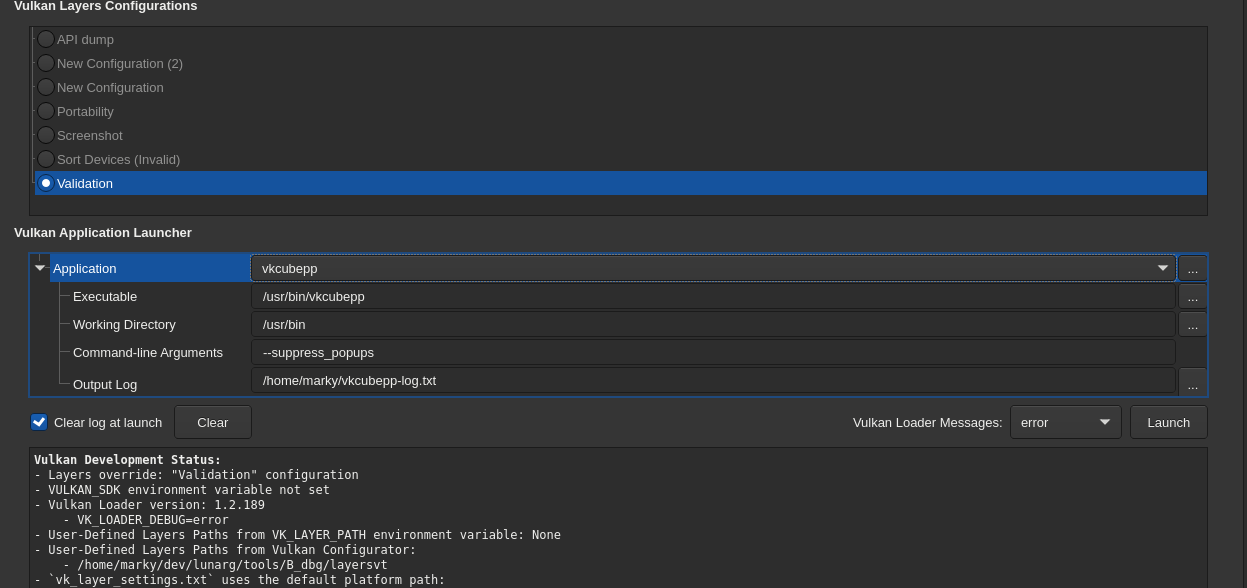 Vulkan Layers Configurations
API dump
New Configuration (2)
New Configuration
Portability
Screenshot
Sort Devices (Invalid)
Validation
Vulkan Application Launcher
Application vkcubepp ...
Executable /usr/bin/vkcubepp ...
Working Directory /usr/bin ...
Command-line Arguments --suppress_popups
Output Log /home/marky/vkcubepp-log.txt ...
Clear log at launch Clear Vulkan Loader Messages: error Launch
Vulkan Development Status:
- Layers override: "Validation" configuration
- VULKAN_SDK environment variable not set
- Vulkan Loader version: 1.2.189
- VK_LOADER_DEBUG=error
- User-Defined Layers Paths from VK_LAYER_PATH environment variable: None
- User-Defined Layers Paths from Vulkan Configurator:
- /home/marky/dev/lunarg/tools/B_dbg/layersvt
- `vk_layer_settings.txt` uses the default platform path: